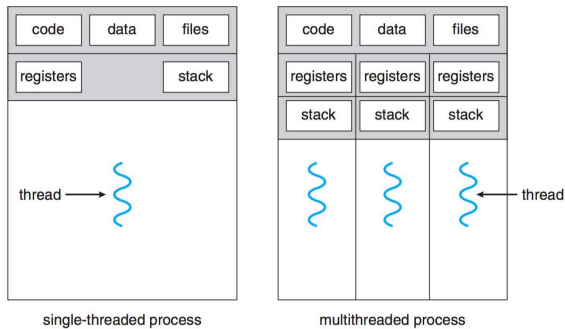 code data files
registers stack
thread
single-threaded process
code data files
registers registers registers
stack stack stack
thread
multithreaded process